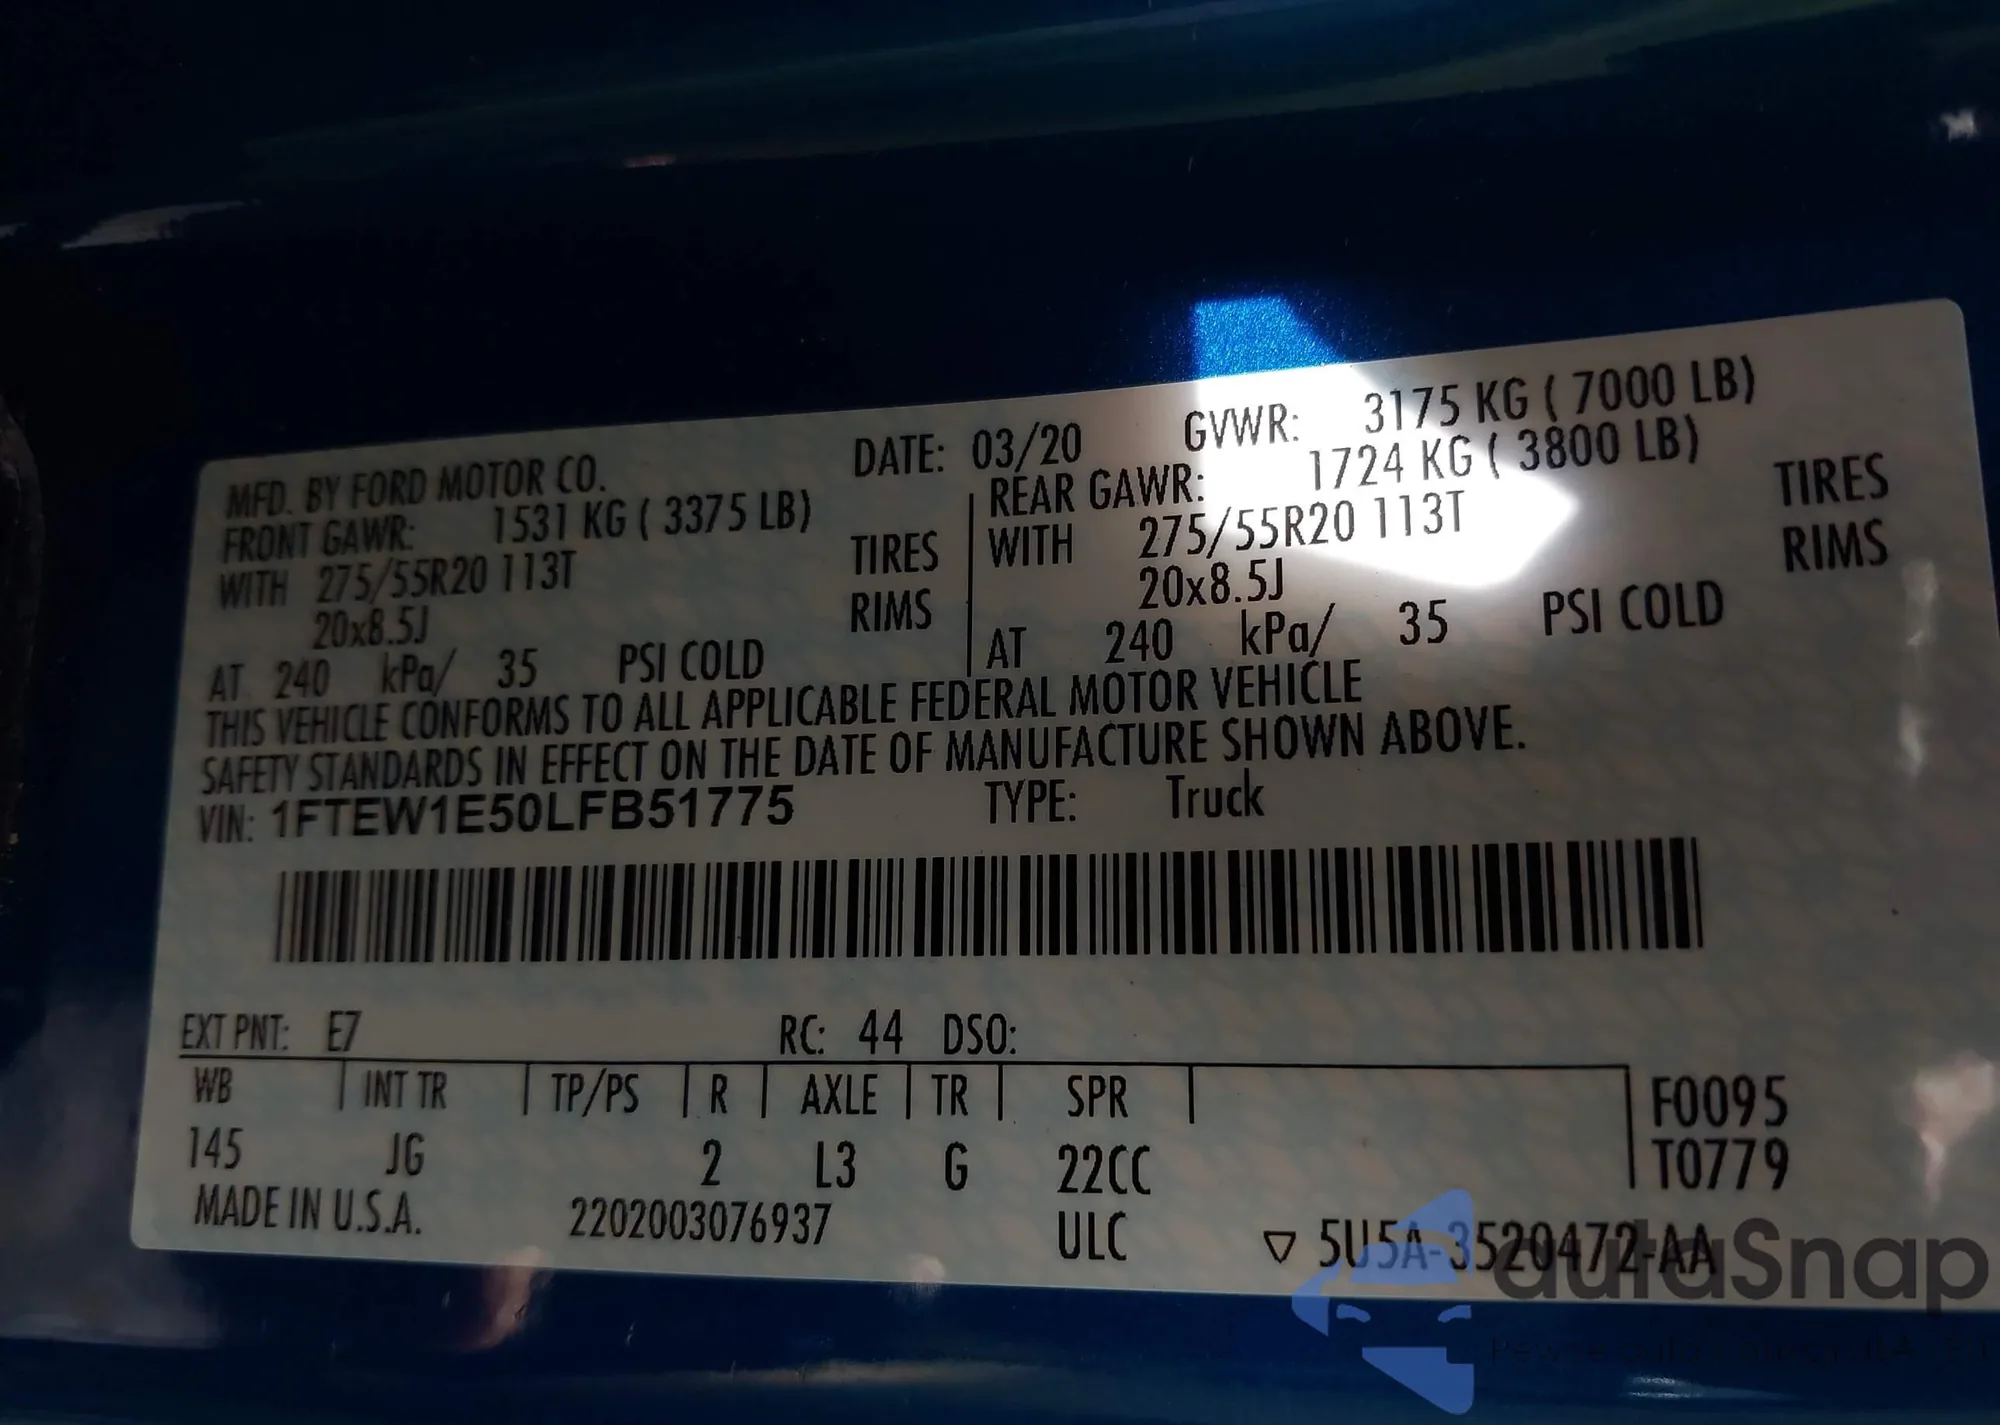 MFD. BY FORD MOTOR CO. DATE: 03/20 GVWR: 3175 KG ( 7000 LB)
FRONT GAWR: 1531 KG ( 3375 LB) REAR GAWR: 1724 KG ( 3800 LB)
WITH 275/55R20 113T TIRES WITH 275/55R20 113T TIRES
20x8.5J RIMS 20x8.5J RIMS
AT 240 kPa/ 35 PSI COLD AT 240 kPa/ 35 PSI COLD
THIS VEHICLE CONFORMS TO ALL APPLICABLE FEDERAL MOTOR VEHICLE
SAFETY STANDARDS IN EFFECT ON THE DATE OF MANUFACTURE SHOWN ABOVE.
VIN: 1FTEW1E50LFB51775 TYPE: Truck
EXT PNT: E7 RC: 44 DSO:
WB INT TR TP/PS R AXLE TR SPR F0095
145 JG 2 L3 G 22CC T0779
MADE IN U.S.A. 2202003076937 ULC 5U5A-3520472-AA
autaSnap